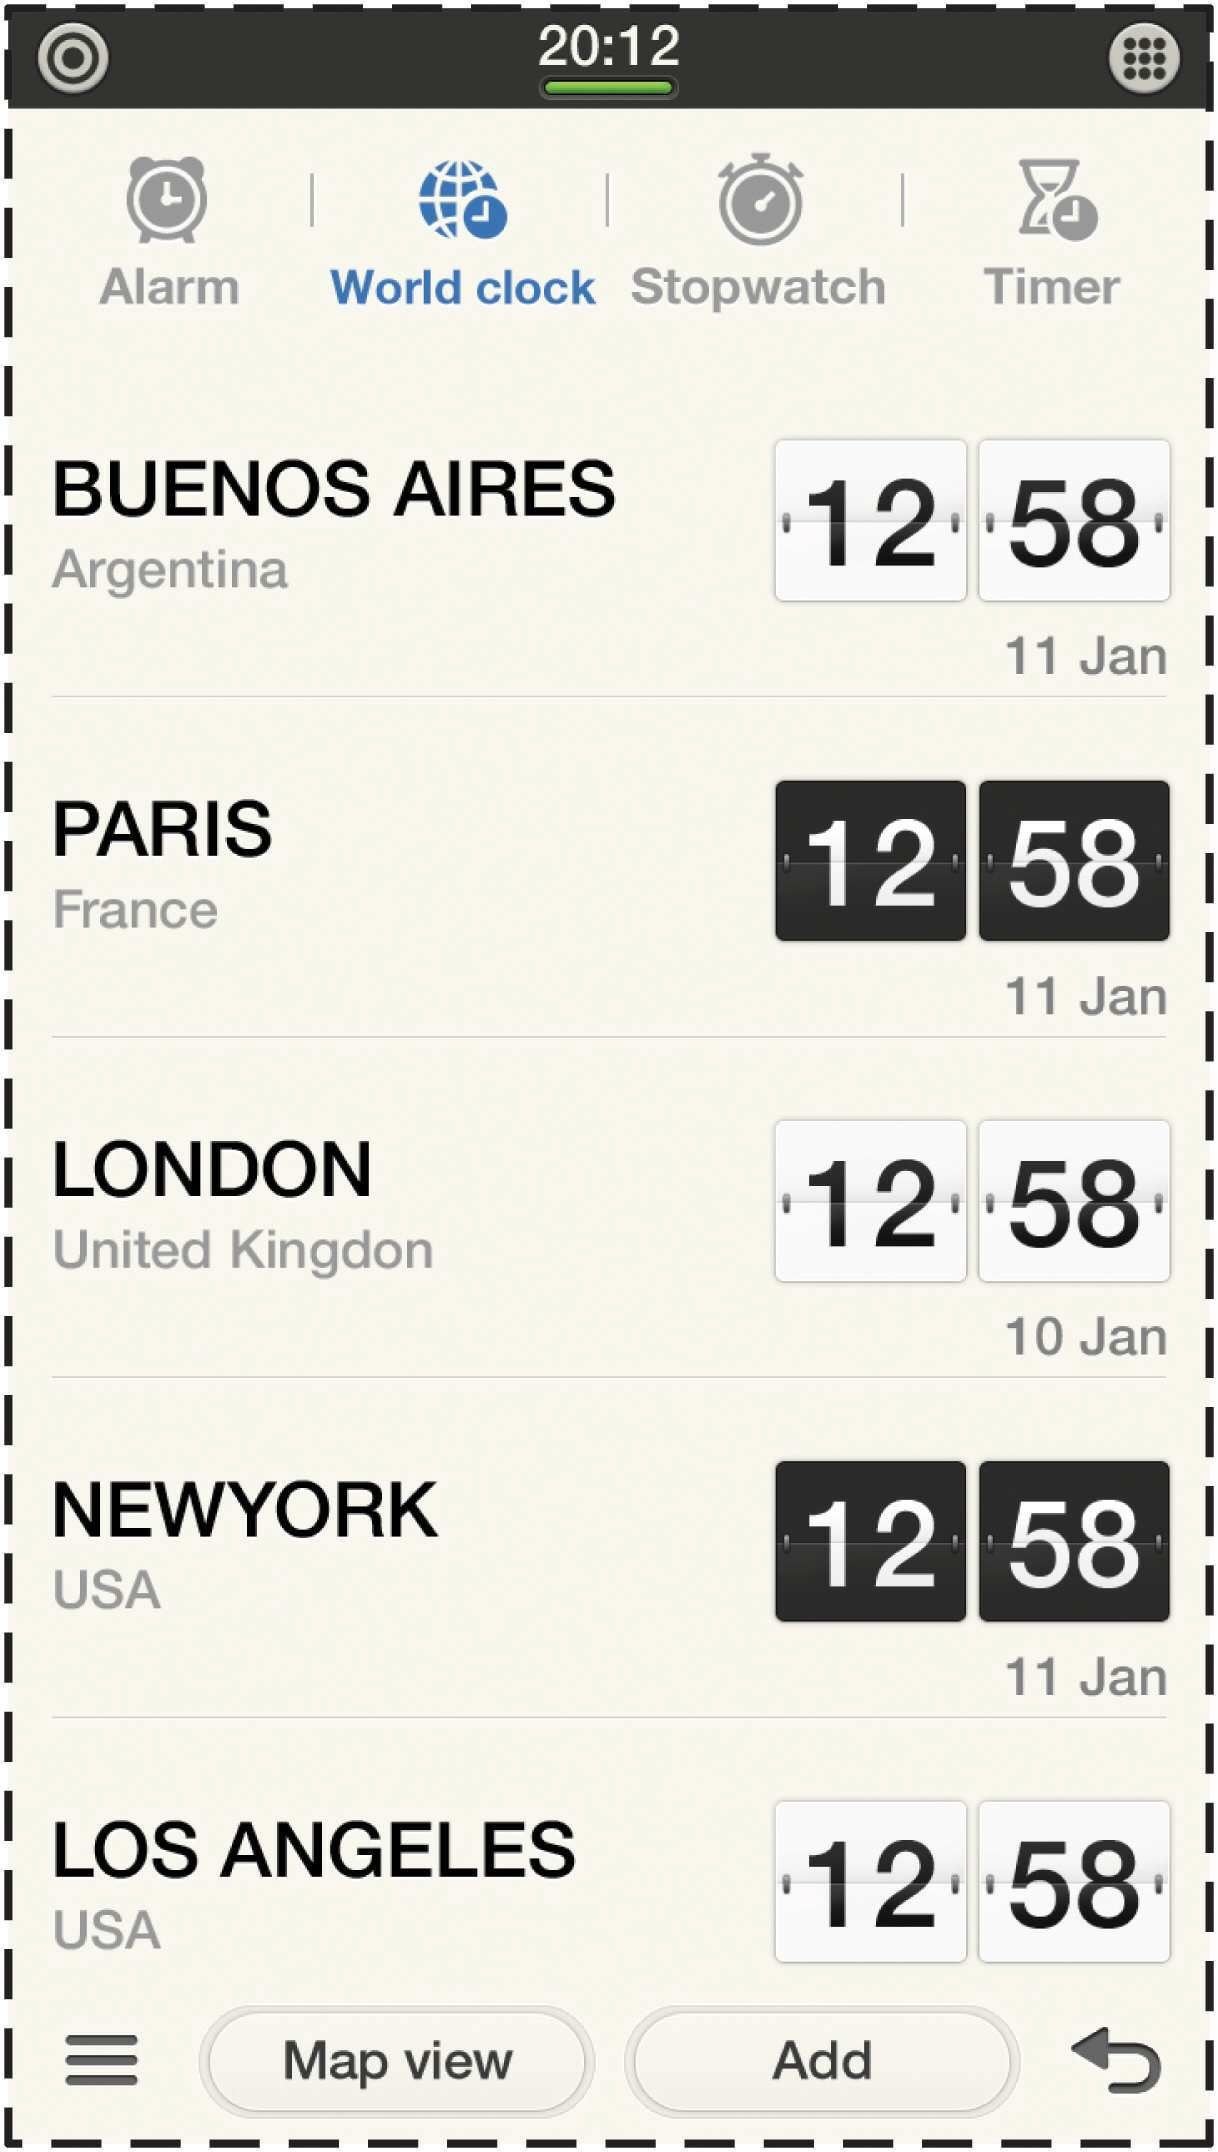 20:12
Alarm
World clock
Stopwatch
Timer
BUENOS AIRES
Argentina
12 58
11 Jan
PARIS
France
12 58
11 Jan
LONDON
United Kingdon
12 58
10 Jan
NEWYORK
USA
12 58
11 Jan
LOS ANGELES
USA
12 58
Map view
Add